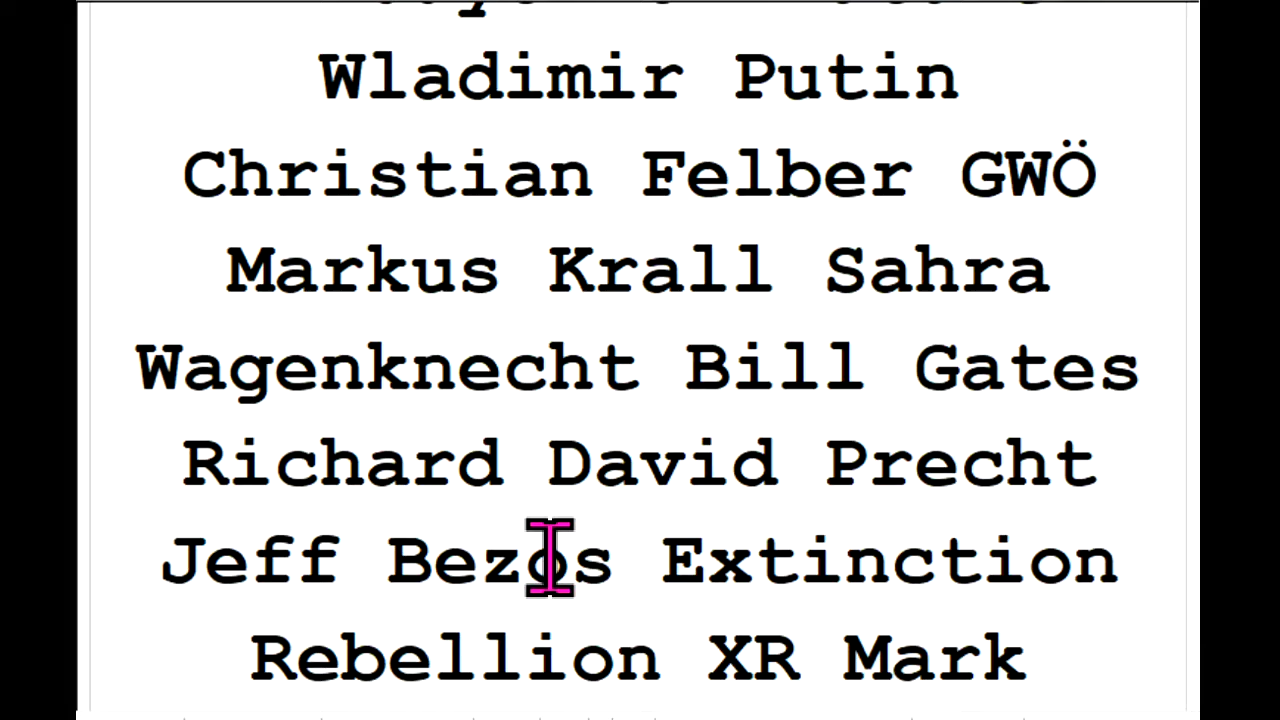 Wladimir Putin
Christian Felber GWÖ
Markus Krall Sahra
Wagenknecht Bill Gates
Richard David Precht
Jeff Bezos Extinction
Rebellion XR Mark